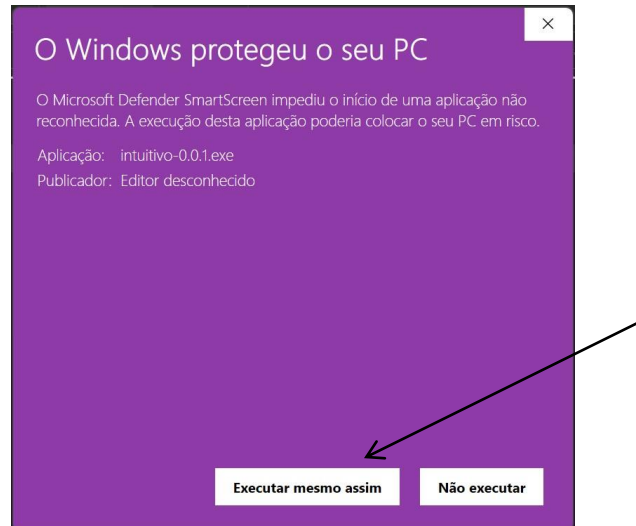 O Windows protegeu o seu PC
O Microsoft Defender SmartScreen impediu o início de uma aplicação não
reconhecida. A execução desta aplicação poderia colocar o seu PC em risco.
Aplicação: intuitivo-0.0.1.exe
Publicador: Editor desconhecido
Executar mesmo assim Não executar